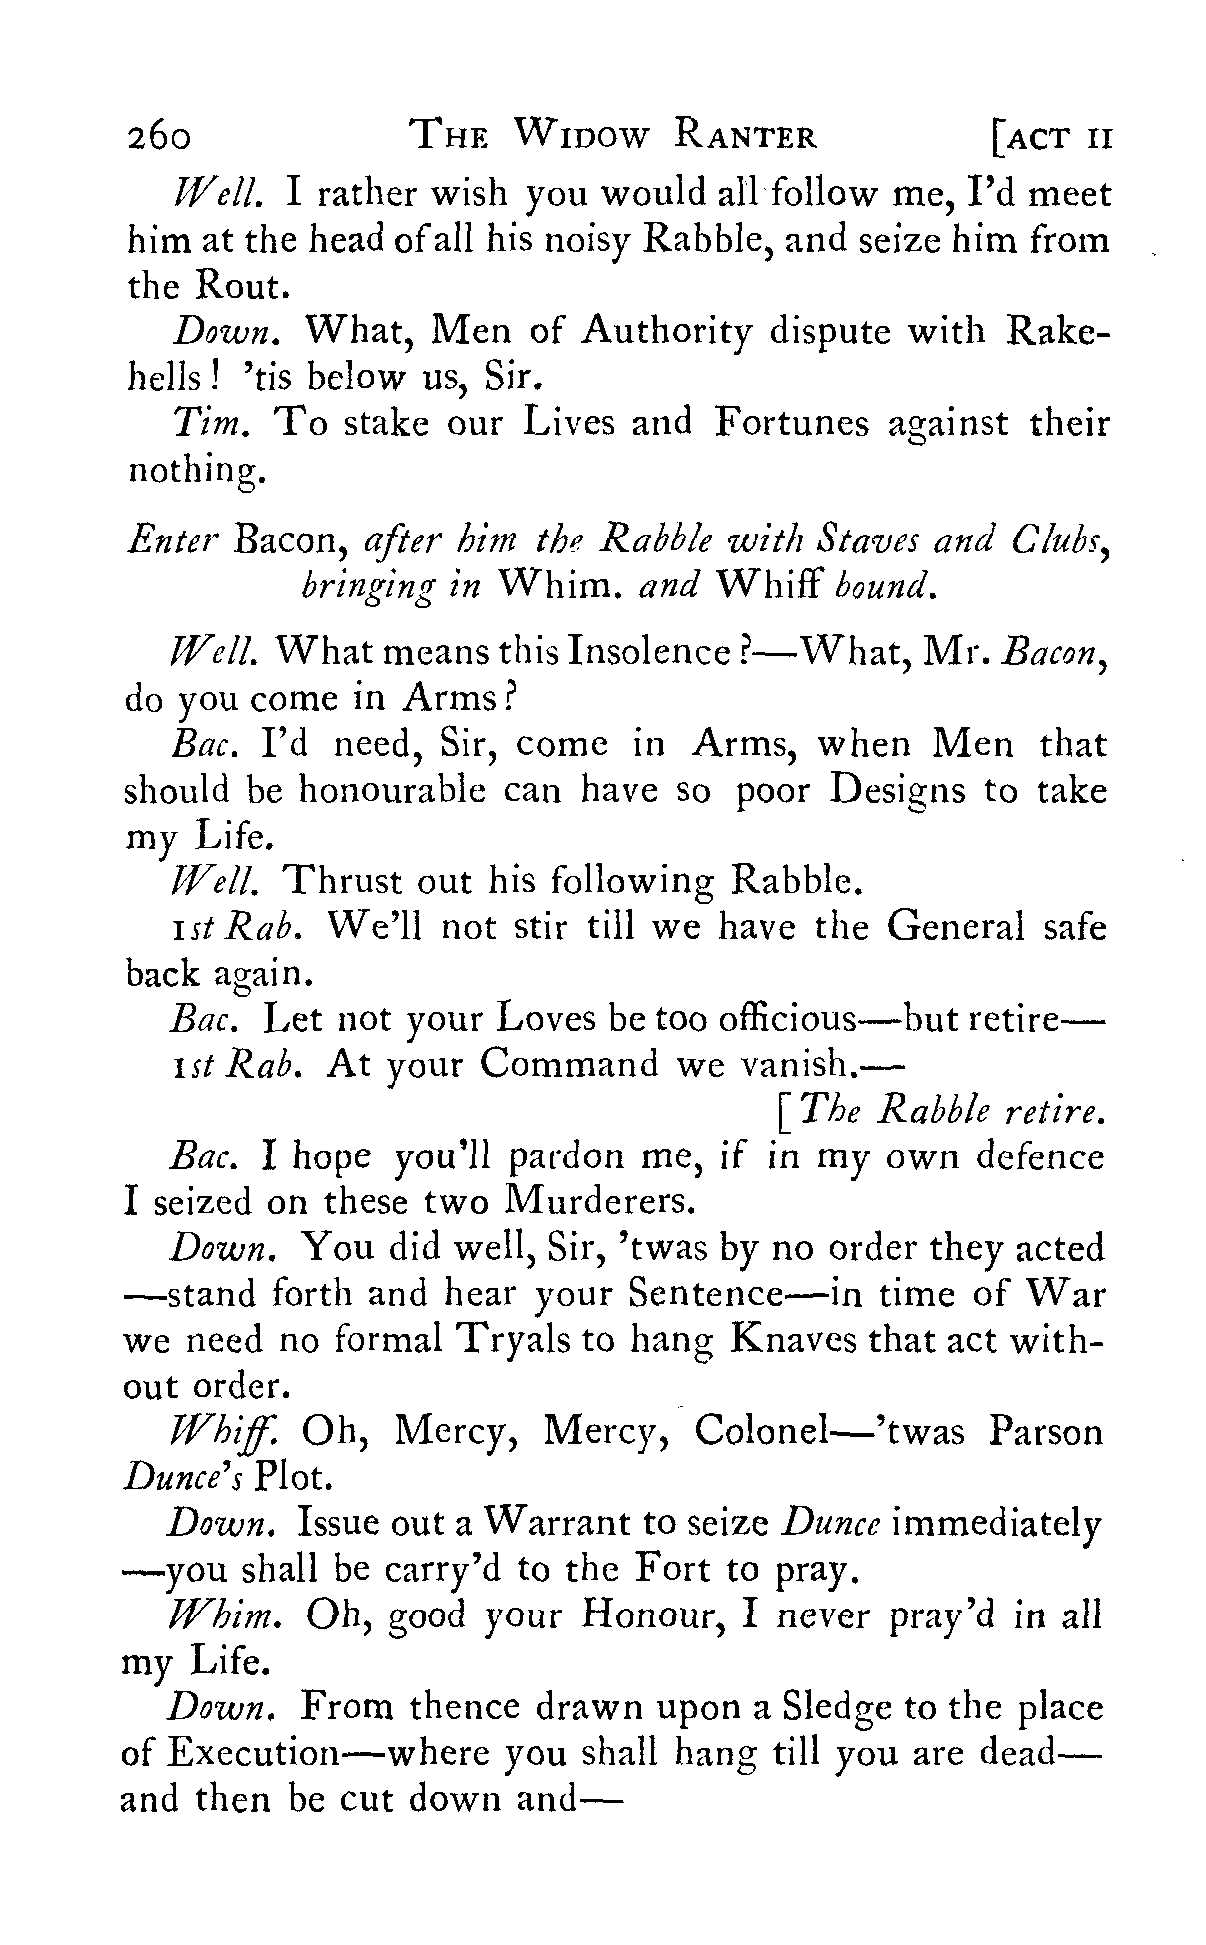 260 The Widow Ranter [act ii
Well. I rather wish you would all follow me, I’d meet
him at the head of all his noisy Rabble, and seize him from
the Rout.
Down. What, Men of Authority dispute with Rake-
hells! ’tis below us, Sir.
Tim. To stake our Lives and Fortunes against their
nothing.
Enter Bacon, after him the Rabble with Staves and Clubs,
bringing in Whim. and Whiff bound.
Well. What means this Insolence?—What, Mr. Bacon,
do you come in Arms?
Bac. I’d need, Sir, come in Arms, when Men that
should be honourable can have so poor Designs to take
my Life.
Well. Thrust out his following Rabble.
1st Rab. We’ll not stir till we have the General safe
back again.
Bac. Let not your Loves be too officious—but retire—
1st Rab. At your Command we vanish.—
[The Rabble retire.
Bac. I hope you’ll pardon me, if in my own defence
I seized on these two Murderers.
Down. You did well, Sir, ’twas by no order they acted
—stand forth and hear your Sentence—in time of War
we need no formal Tryals to hang Knaves that act with-
out order.
Whiff. Oh, Mercy, Mercy, Colonel—’twas Parson
Dunce’s Plot.
Down. Issue out a Warrant to seize Dunce immediately
—you shall be carry’d to the Fort to pray.
Whim. Oh, good your Honour, I never pray’d in all
my Life.
Down. From thence drawn upon a Sledge to the place
of Execution—where you shall hang till you are dead—
and then be cut down and—